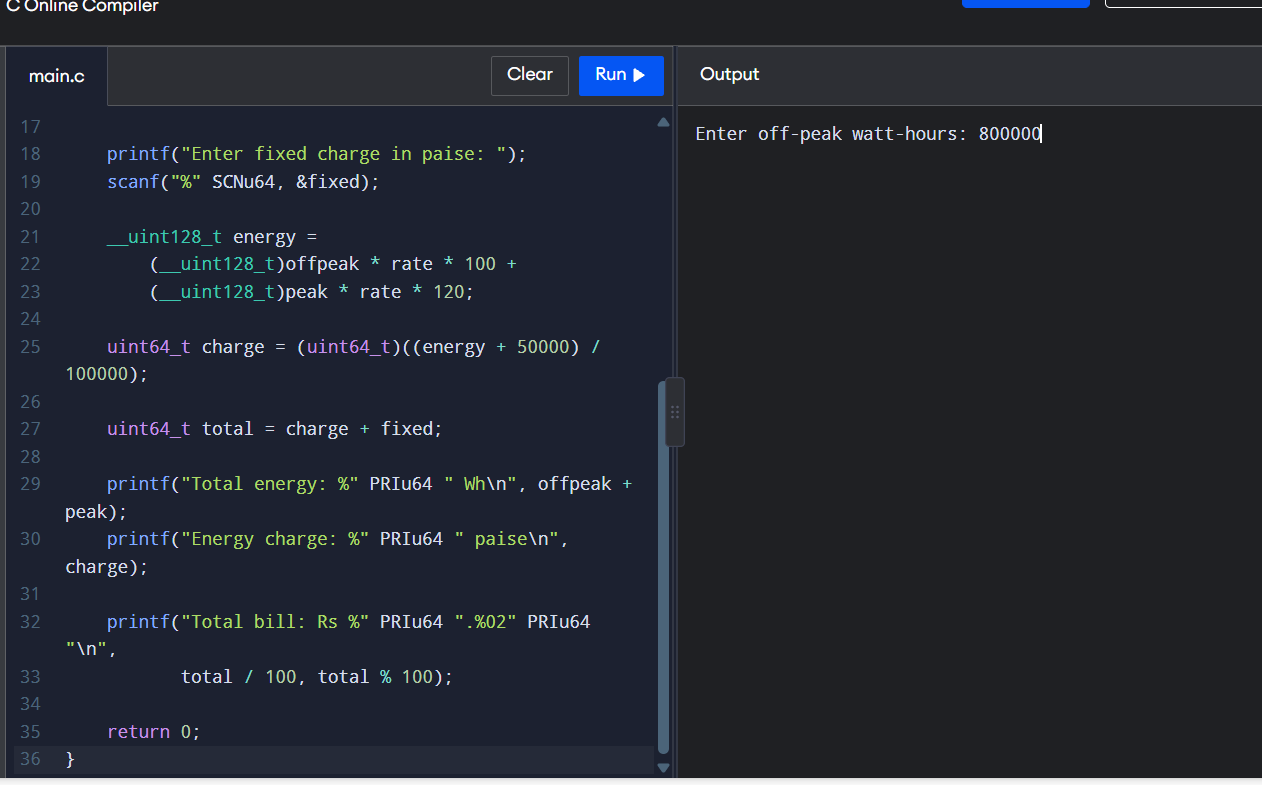 C Online Compiler
main.c
Clear
Run
Output
17
18 printf("Enter fixed charge in paise: ");
19 scanf("%" SCNu64, &fixed);
20
21 __uint128_t energy =
22 (__uint128_t)offpeak * rate * 100 +
23 (__uint128_t)peak * rate * 120;
24
25 uint64_t charge = (uint64_t)((energy + 50000) /
100000);
26
27 uint64_t total = charge + fixed;
28
29 printf("Total energy: %" PRIu64 " Wh\n", offpeak +
peak);
30 printf("Energy charge: %" PRIu64 " paise\n",
charge);
31
32 printf("Total bill: Rs %" PRIu64 ".%02" PRIu64
"\n",
33 total / 100, total % 100);
34
35 return 0;
36 }
Enter off-peak watt-hours: 800000